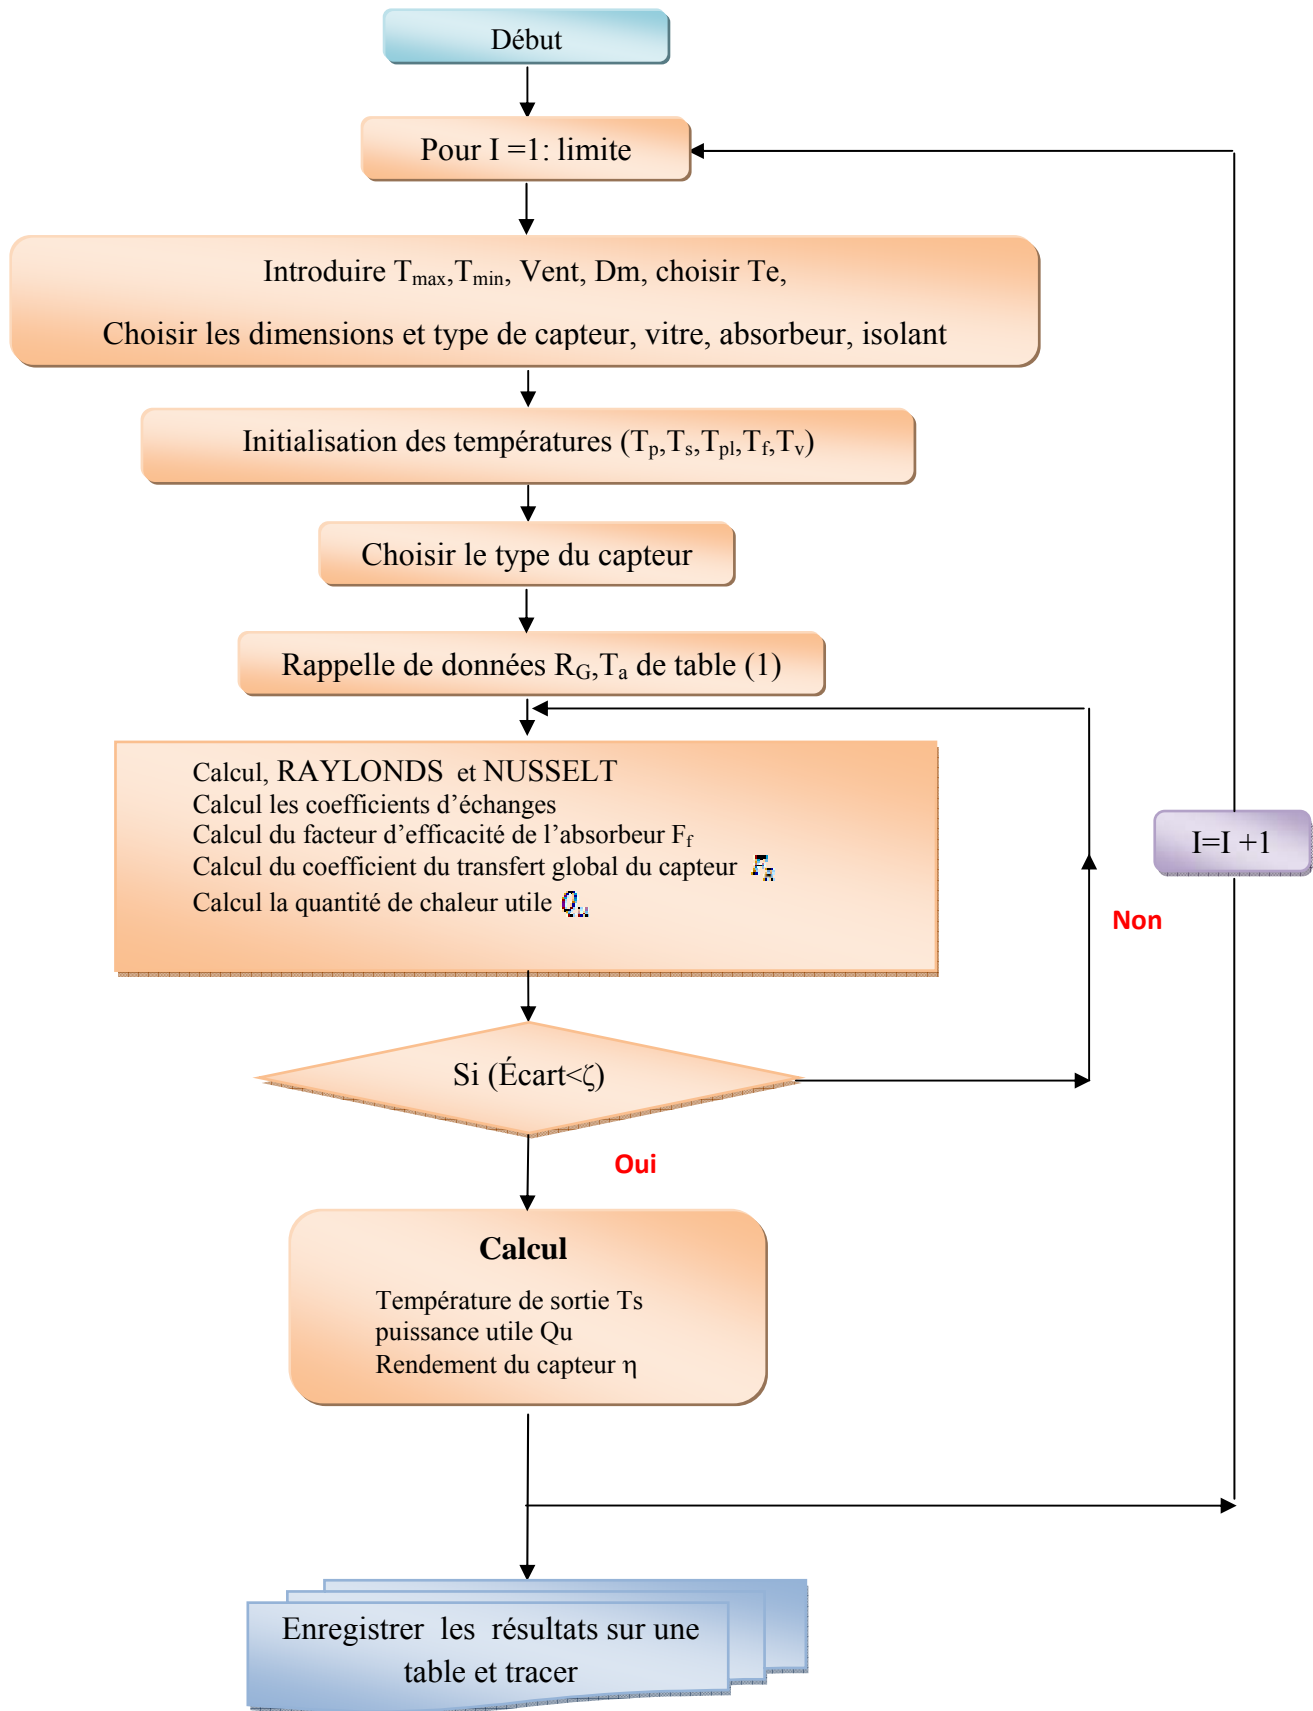 Début
Pour I =1: limite
Introduire Tmax,Tmin, Vent, Dm, choisir Te,
Choisir les dimensions et type de capteur, vitre, absorbeur, isolant
Initialisation des températures (Tp,Ts,Tpl,Tf,Tv)
Choisir le type du capteur
Rappelle de données RG,Ta de table (1)
Calcul, RAYLONDS et NUSSELT
Calcul les coefficients d'échanges
Calcul du facteur d'efficacité de l'absorbeur Ff
Calcul du coefficient du transfert global du capteur FR
Calcul la quantité de chaleur utile Qu
I=I +1
Non
Si (Écart<ζ)
Oui
Calcul
Température de sortie Ts
puissance utile Qu
Rendement du capteur η
Enregistrer les résultats sur une
table et tracer